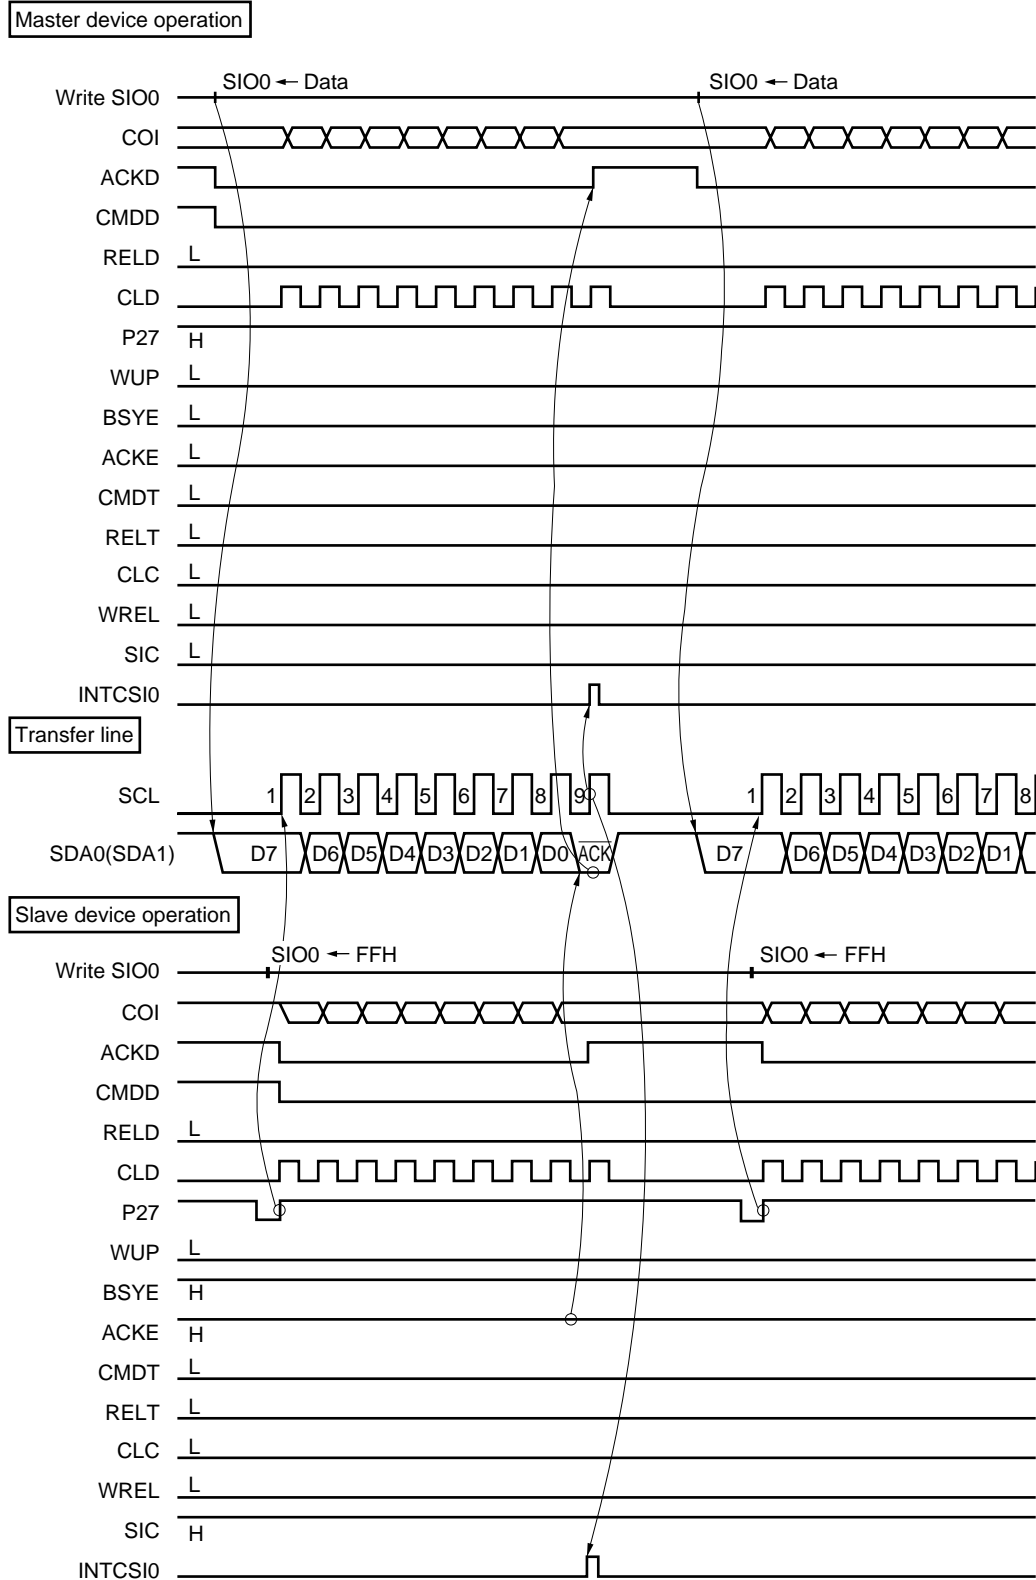 Master device operation
SIO0 ← Data SIO0 ← Data
Write SIO0
COI
ACKD
CMDD
RELD L
CLD
P27 H
WUP L
BSYE L
ACKE L
CMDT L
RELT L
CLC L
WREL L
SIC L
INTCSI0
Transfer line
SCL 1 2 3 4 5 6 7 8 9 1 2 3 4 5 6 7 8
SDA0(SDA1) D7 D6 D5 D4 D3 D2 D1 D0 A̅C̅K̅ D7 D6 D5 D4 D3 D2 D1
Slave device operation
SIO0 ← FFH SIO0 ← FFH
Write SIO0
COI
ACKD
CMDD
RELD L
CLD
P27
WUP L
BSYE H
ACKE H
CMDT L
RELT L
CLC L
WREL L
SIC H
INTCSI0